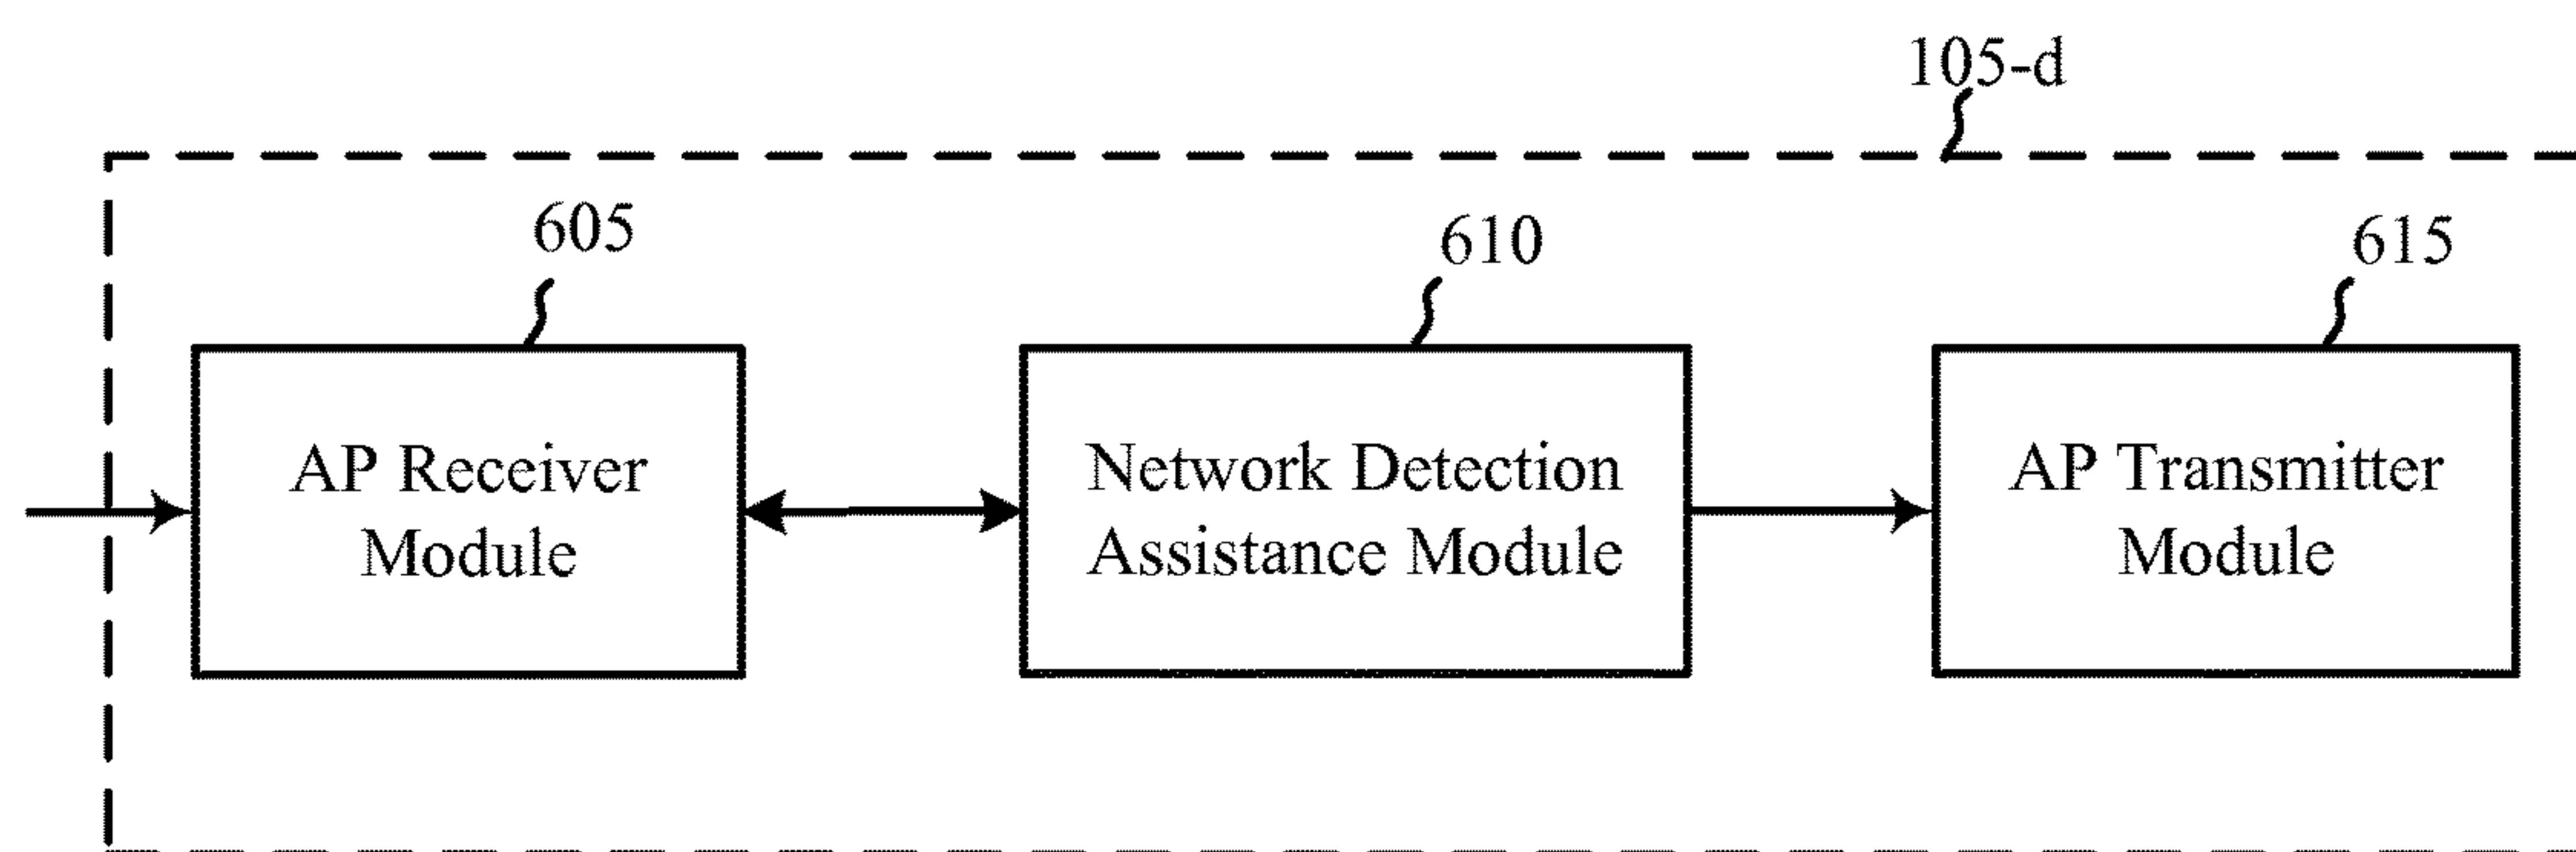 105-d
605
610
615
AP Receiver
Module
Network Detection
Assistance Module
AP Transmitter
Module